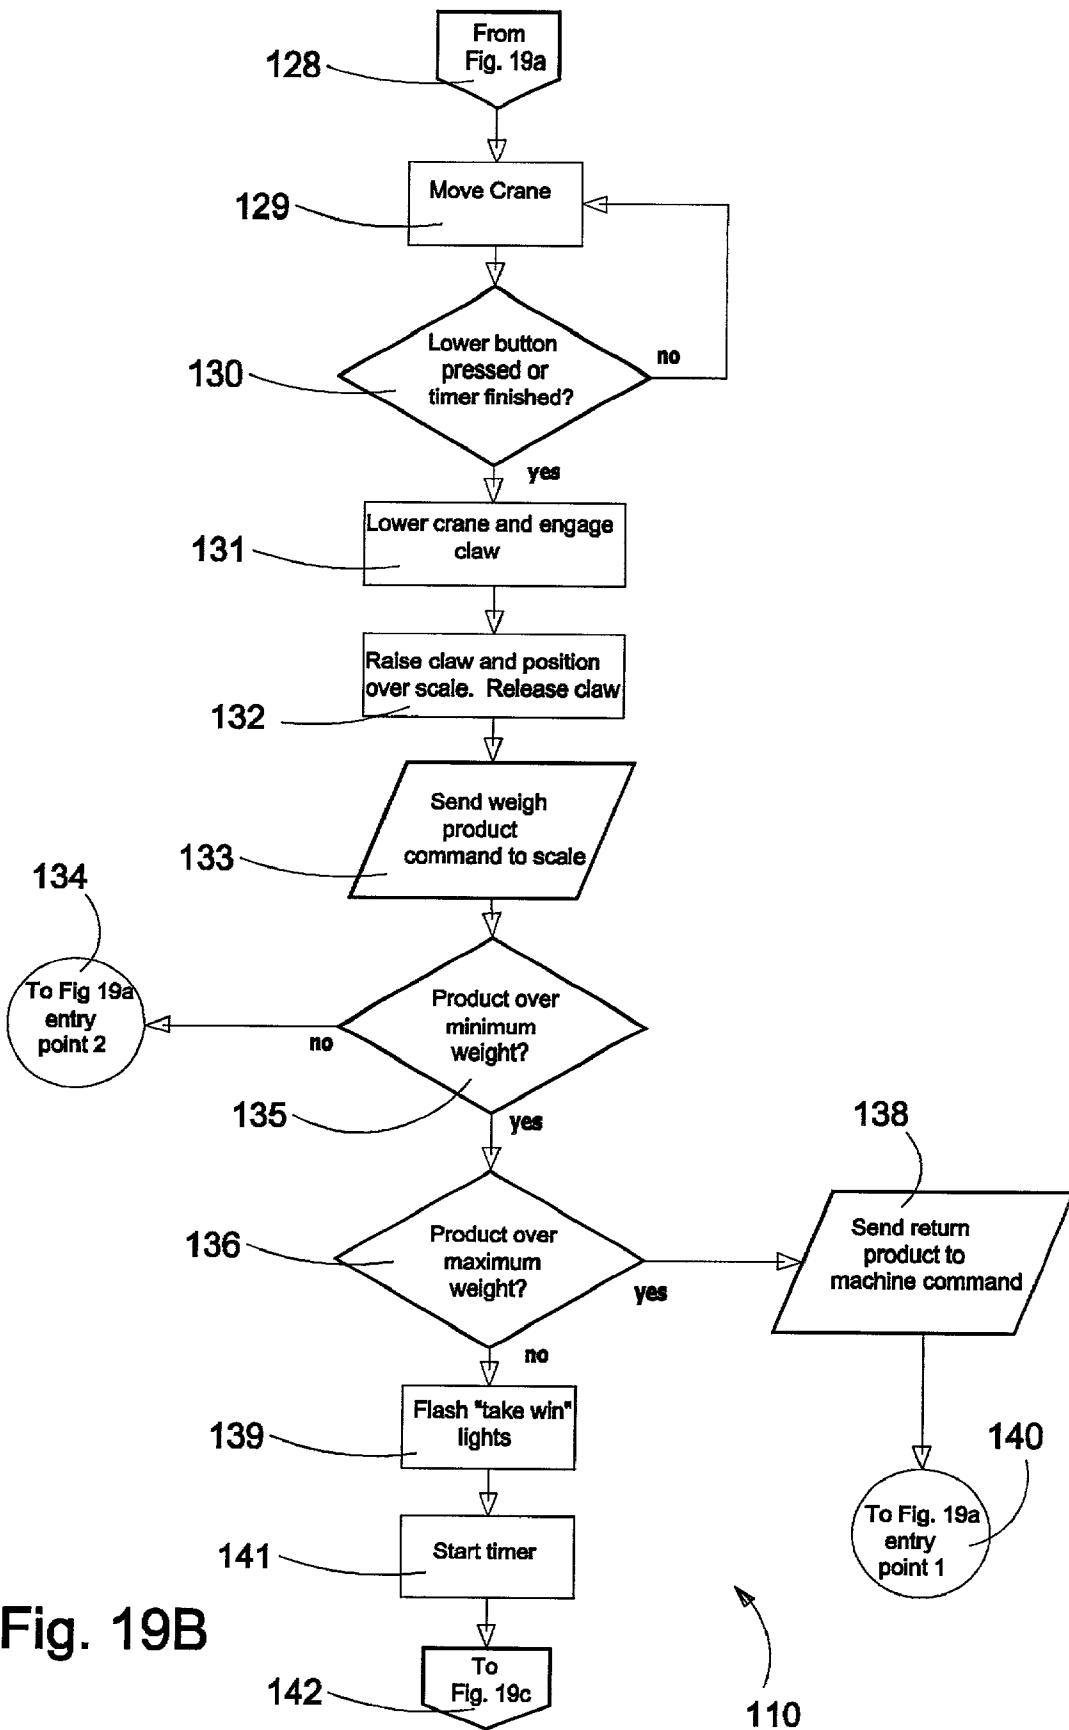 From
Fig. 19a
128
Move Crane
129
Lower button
pressed or
timer finished?
no
130
yes
Lower crane and engage
claw
131
Raise claw and position
over scale. Release claw
132
Send weigh
product
command to scale
133
134
To Fig 19a
entry
point 2
no
Product over
minimum
weight?
135
yes
138
136
Product over
maximum
weight?
yes
Send return
product to
machine command
no
139
Flash "take win"
lights
140
To Fig. 19a
entry
point 1
141
Start timer
Fig. 19B
To
Fig. 19c
142
110